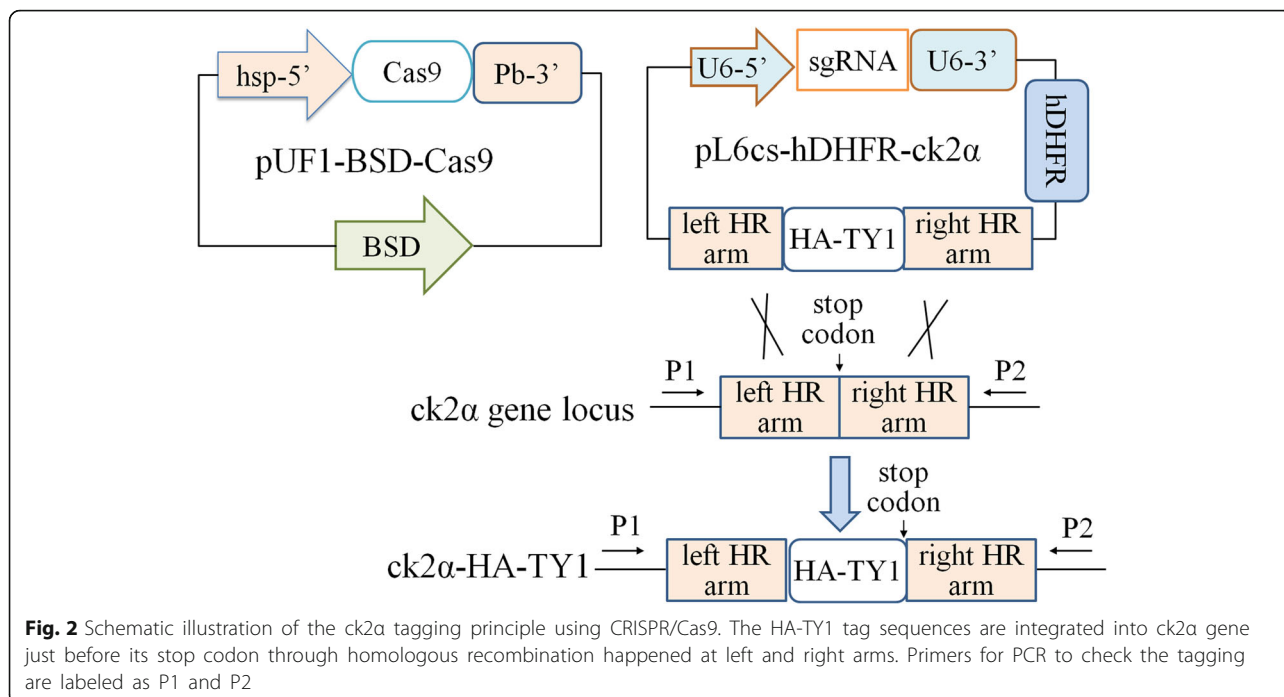 hsp-5’ Cas9 Pb-3’
pUF1-BSD-Cas9
BSD
U6-5’ sgRNA U6-3’
hDHFR
pL6cs-hDHFR-ck2α
left HR
arm
HA-TY1
right HR
arm
stop
codon
P1
P2
ck2α gene locus
left HR
arm
right HR
arm
stop
codon
P1
P2
ck2α-HA-TY1
left HR
arm
HA-TY1
right HR
arm
Fig. 2 Schematic illustration of the ck2α tagging principle using CRISPR/Cas9. The HA-TY1 tag sequences are integrated into ck2α gene
just before its stop codon through homologous recombination happened at left and right arms. Primers for PCR to check the tagging
are labeled as P1 and P2